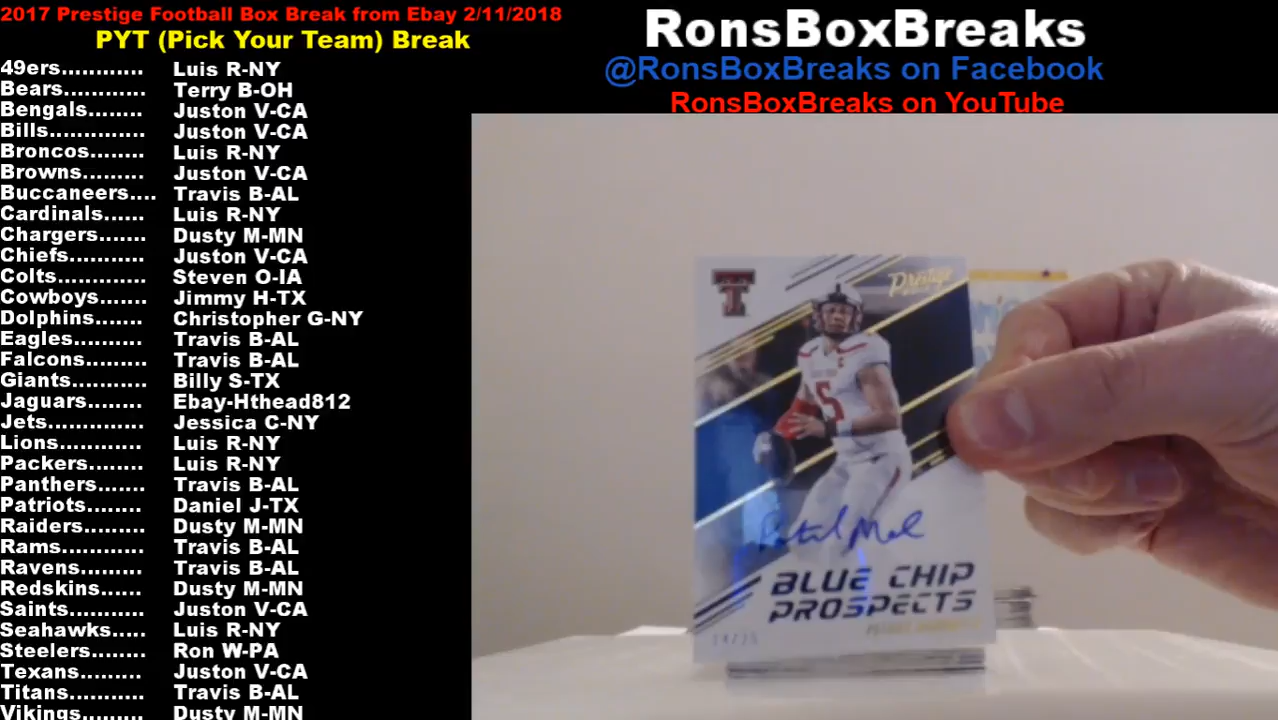 2017 Prestige Football Box Break from Ebay 2/11/2018
PYT (Pick Your Team) Break
49ers............ Luis R-NY
Bears........... Terry B-OH
Bengals........ Juston V-CA
Bills.............. Juston V-CA
Broncos........ Luis R-NY
Browns......... Juston V-CA
Buccaneers.... Travis B-AL
Cardinals...... Luis R-NY
Chargers....... Dusty M-MN
Chiefs........... Juston V-CA
Colts............. Steven O-IA
Cowboys....... Jimmy H-TX
Dolphins....... Christopher G-NY
Eagles.......... Travis B-AL
Falcons......... Travis B-AL
Giants........... Billy S-TX
Jaguars........ Ebay-Hthead812
Jets.............. Jessica C-NY
Lions............ Luis R-NY
Packers........ Luis R-NY
Panthers....... Travis B-AL
Patriots........ Daniel J-TX
Raiders......... Dusty M-MN
Rams............ Travis B-AL
Ravens......... Travis B-AL
Redskins...... Dusty M-MN
Saints........... Juston V-CA
Seahawks..... Luis R-NY
Steelers........ Ron W-PA
Texans......... Juston V-CA
Titans........... Travis B-AL
Vikings......... Dusty M-MN
RonsBoxBreaks
@RonsBoxBreaks on Facebook
RonsBoxBreaks on YouTube
Prestige
5
BLUE CHIP
PROSPECTS